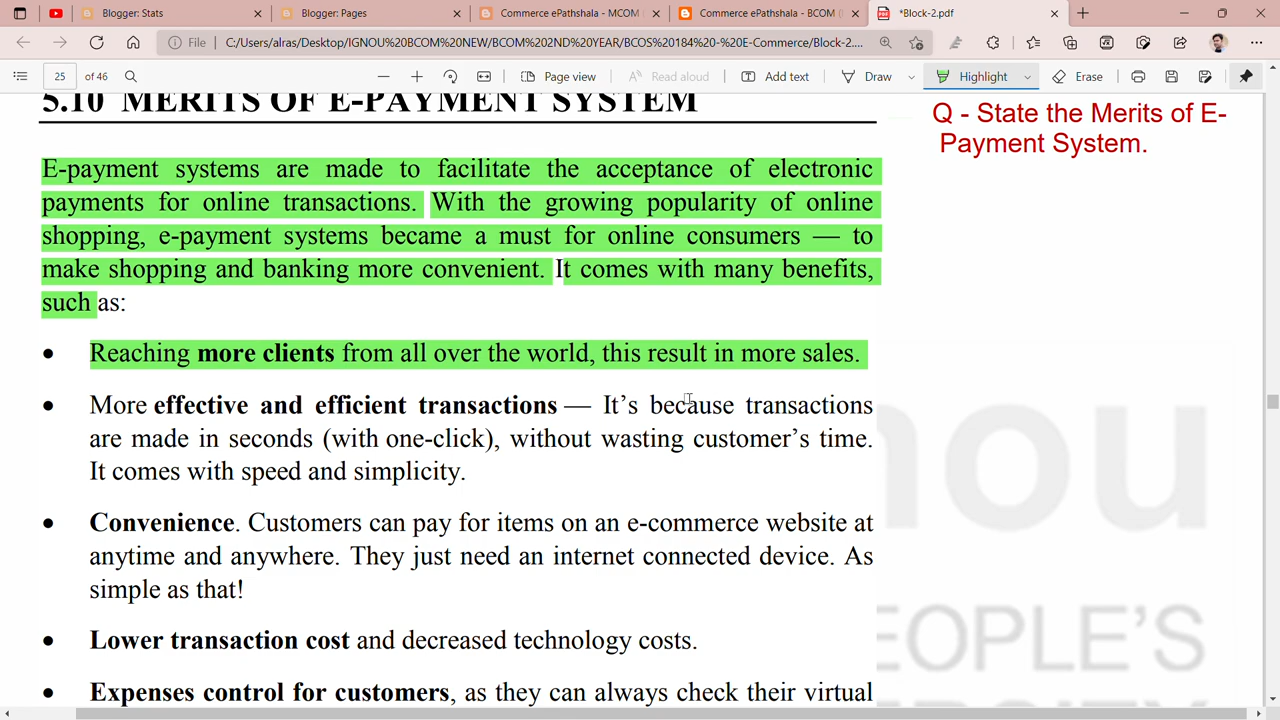 Blogger: Stats
Blogger: Pages
Commerce ePathshala - MCOM (
Commerce ePathshala - BCOM (
*Block-2.pdf
File
C:/Users/alras/Desktop/IGNOU%20BCOM%20NEW/BCOM%202ND%20YEAR/BCOS%20184%20-%20E-Commerce/Block-2....
25 of 46
Page view
Read aloud
Add text
Draw
Highlight
Erase
5.10 MERITS OF E-PAYMENT SYSTEM
Q - State the Merits of E-
Payment System.
E-payment systems are made to facilitate the acceptance of electronic
payments for online transactions. With the growing popularity of online
shopping, e-payment systems became a must for online consumers — to
make shopping and banking more convenient. It comes with many benefits,
such as:
• Reaching more clients from all over the world, this result in more sales.
• More effective and efficient transactions — It's because transactions
are made in seconds (with one-click), without wasting customer's time.
It comes with speed and simplicity.
• Convenience. Customers can pay for items on an e-commerce website at
anytime and anywhere. They just need an internet connected device. As
simple as that!
• Lower transaction cost and decreased technology costs.
• Expenses control for customers, as they can always check their virtual
nou
EOPLE'S